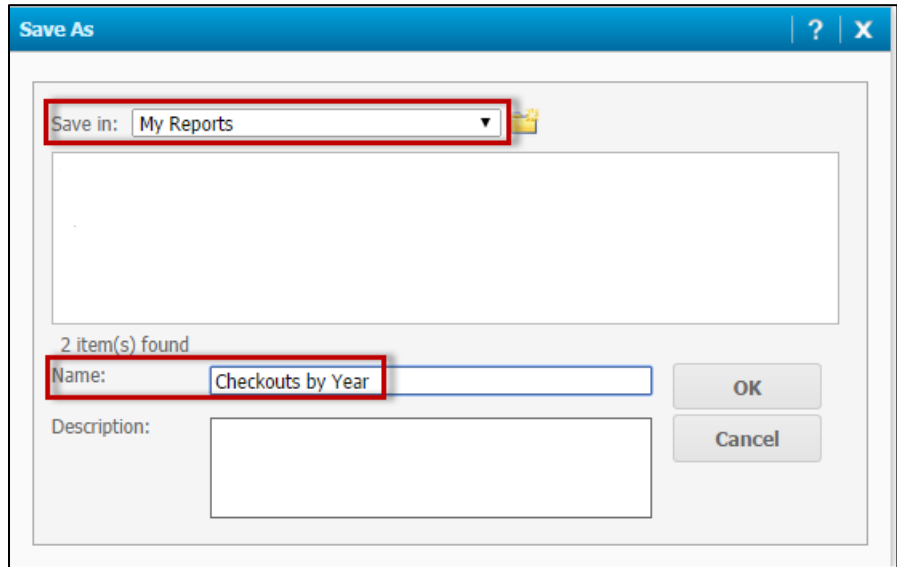 Save As ? X
Save in: My Reports
2 item(s) found
Name: Checkouts by Year
OK
Description:
Cancel